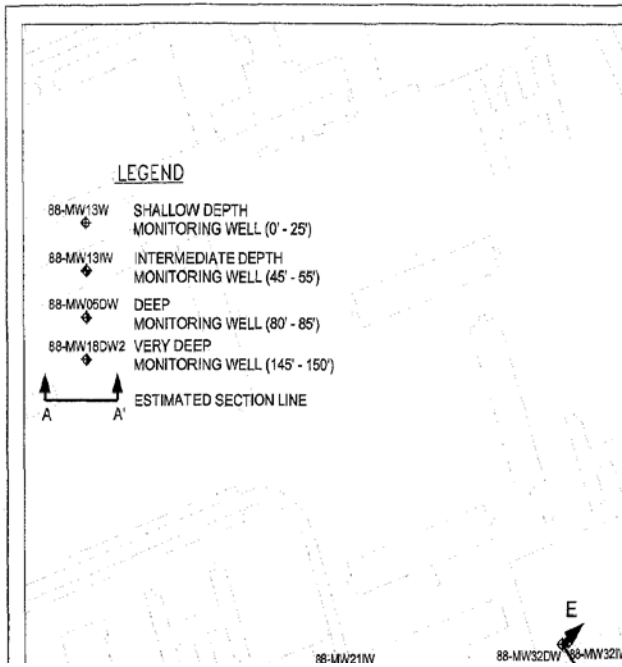 LEGEND
88-MW13W SHALLOW DEPTH
MONITORING WELL (0' - 25')
88-MW13IW INTERMEDIATE DEPTH
MONITORING WELL (45' - 55')
88-MW05DW DEEP
MONITORING WELL (80' - 85')
88-MW18DW2 VERY DEEP
MONITORING WELL (145' - 150')
A A' ESTIMATED SECTION LINE
E
88-MW21IW 88-MW32DW 88-MW32IW